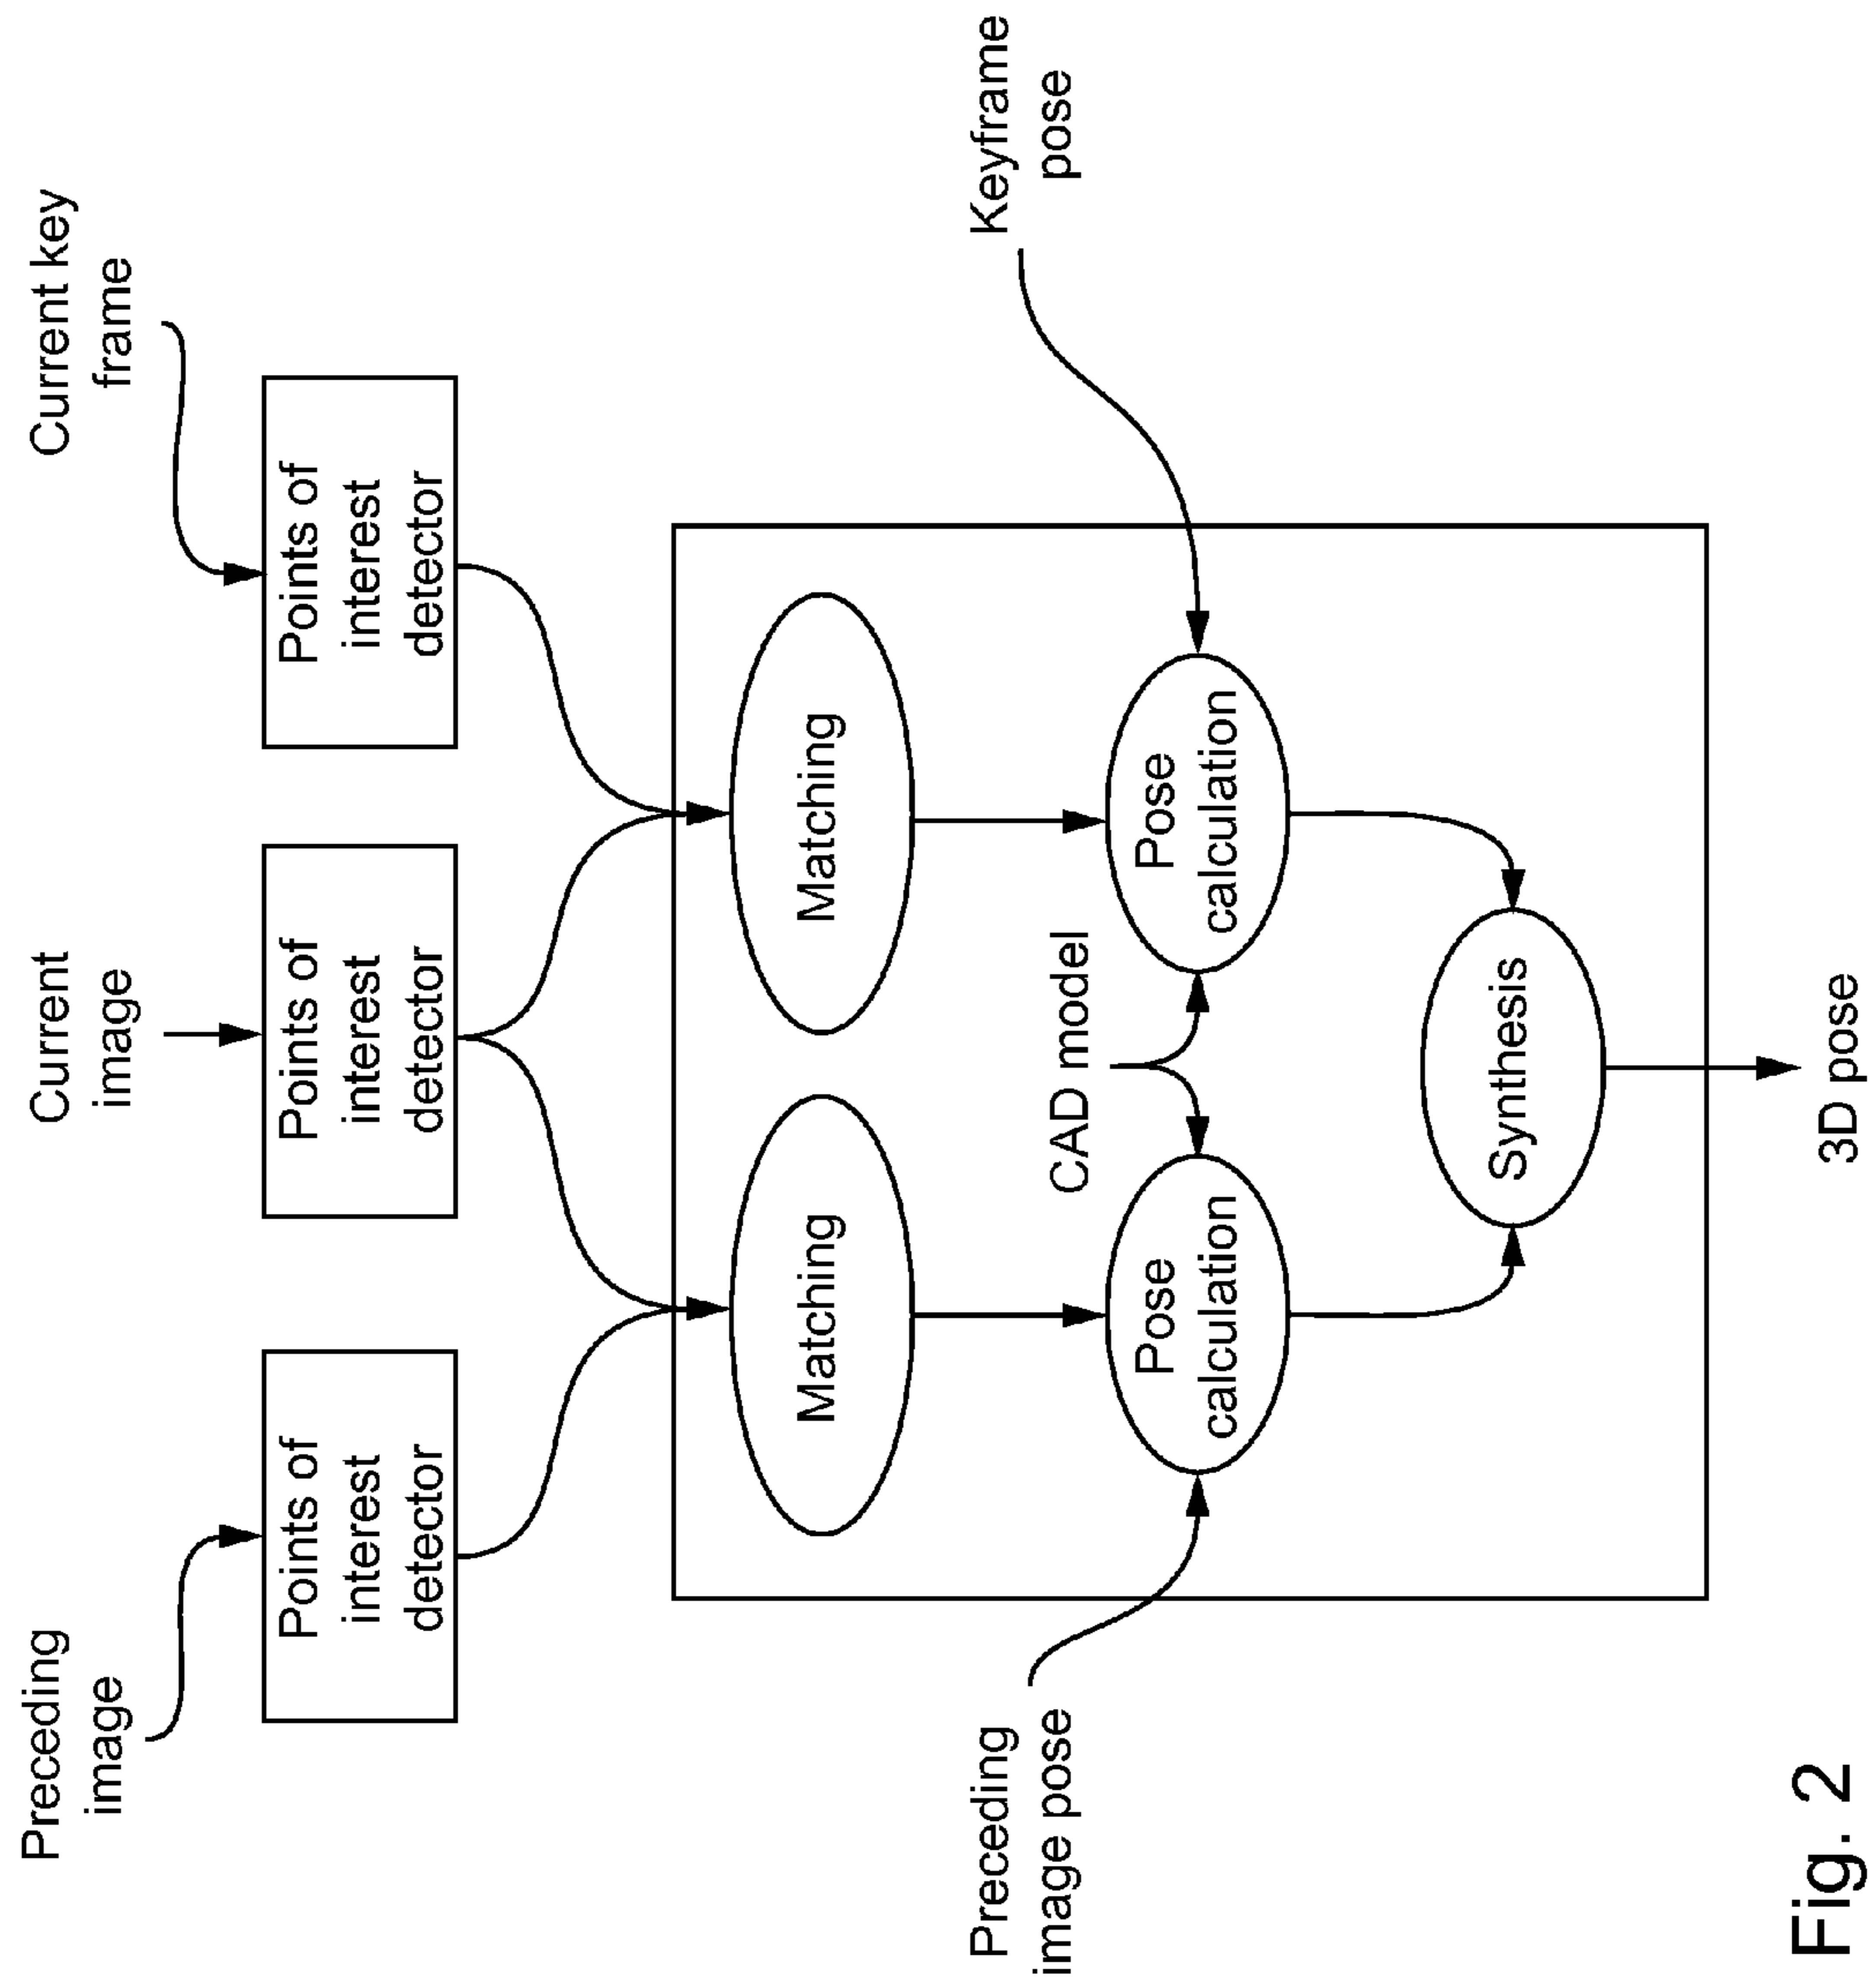 Preceding
image
Current
image
Current key
frame
Points of
interest
detector
Points of
interest
detector
Points of
interest
detector
Matching
Matching
Preceding
image pose
CAD model
Keyframe
pose
Pose
calculation
Pose
calculation
Synthesis
3D pose
Fig. 2